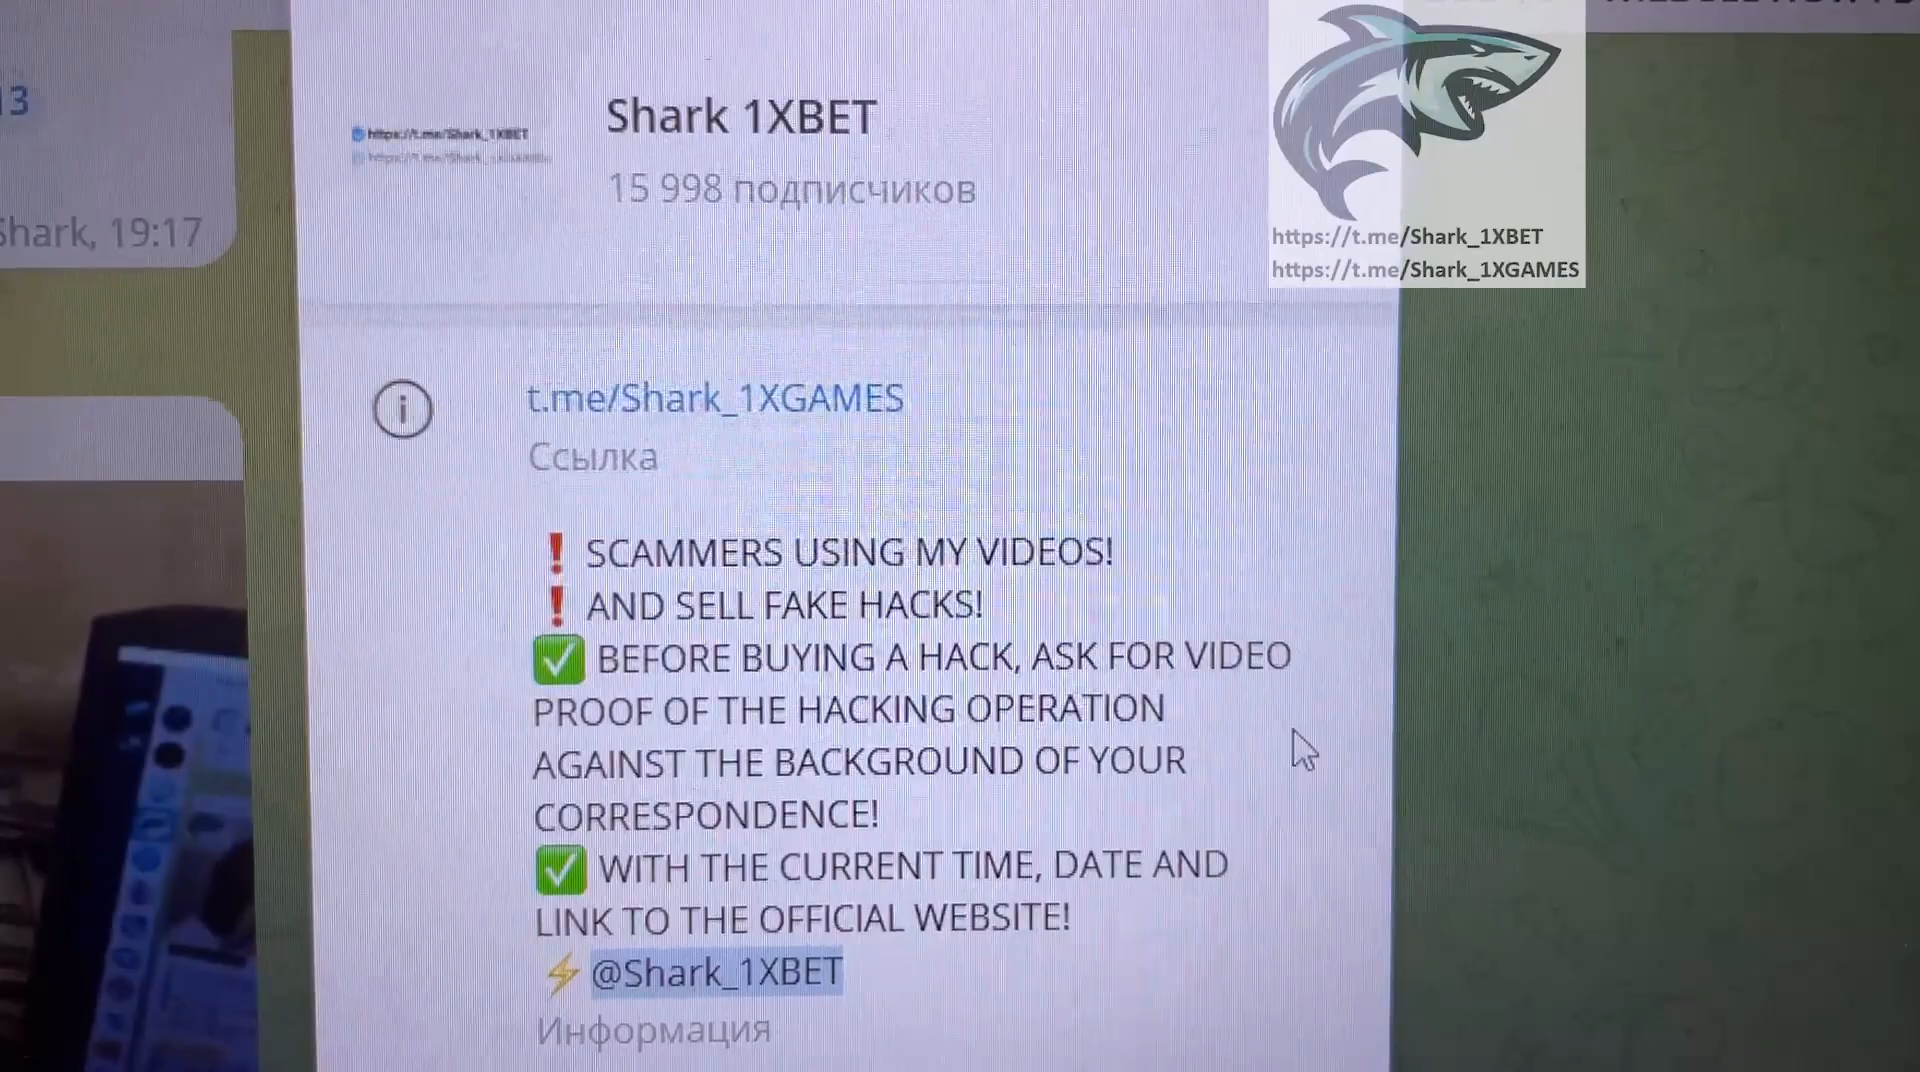 13
Shark, 19:17
https://t.me/Shark_1XBET
Shark 1XBET
15 998 подписчиков
https://t.me/Shark_1XBET
https://t.me/Shark_1XGAMES
t.me/Shark_1XGAMES
Ссылка
❗ SCAMMERS USING MY VIDEOS!
❗ AND SELL FAKE HACKS!
✅ BEFORE BUYING A HACK, ASK FOR VIDEO
PROOF OF THE HACKING OPERATION
AGAINST THE BACKGROUND OF YOUR
CORRESPONDENCE!
✅ WITH THE CURRENT TIME, DATE AND
LINK TO THE OFFICIAL WEBSITE!
⚡ @Shark_1XBET
Информация